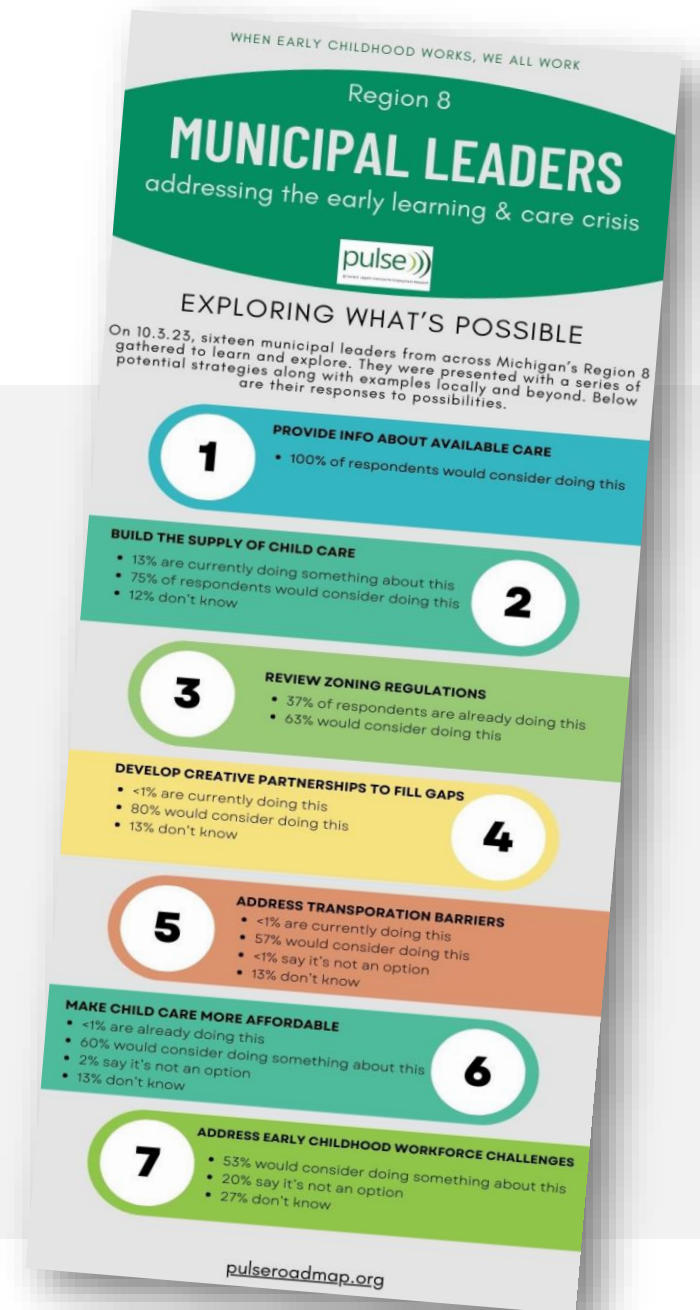 WHEN EARLY CHILDHOOD WORKS, WE ALL WORK
Region 8
MUNICIPAL LEADERS
addressing the early learning & care crisis
pulse
EXPLORING WHAT'S POSSIBLE
On 10.3.23, sixteen municipal leaders from across Michigan's Region 8
gathered to learn and explore. They were presented with a series of
potential strategies along with examples locally and beyond. Below
are their responses to possibilities.
1
PROVIDE INFO ABOUT AVAILABLE CARE
• 100% of respondents would consider doing this
BUILD THE SUPPLY OF CHILD CARE
• 13% are currently doing something about this
• 75% of respondents would consider doing this
• 12% don't know
2
3
REVIEW ZONING REGULATIONS
• 37% of respondents are already doing this
• 63% would consider doing this
DEVELOP CREATIVE PARTNERSHIPS TO FILL GAPS
• <1% are currently doing this
• 80% would consider doing this
• 13% don't know
4
5
ADDRESS TRANSPORATION BARRIERS
• <1% are currently doing this
• 57% would consider doing this
• <1% say it's not an option
• 13% don't know
MAKE CHILD CARE MORE AFFORDABLE
• <1% are already doing this
• 60% would consider doing something about this
• 2% say it's not an option
• 13% don't know
6
7
ADDRESS EARLY CHILDHOOD WORKFORCE CHALLENGES
• 53% would consider doing something about this
• 20% say it's not an option
• 27% don't know
pulseroadmap.org